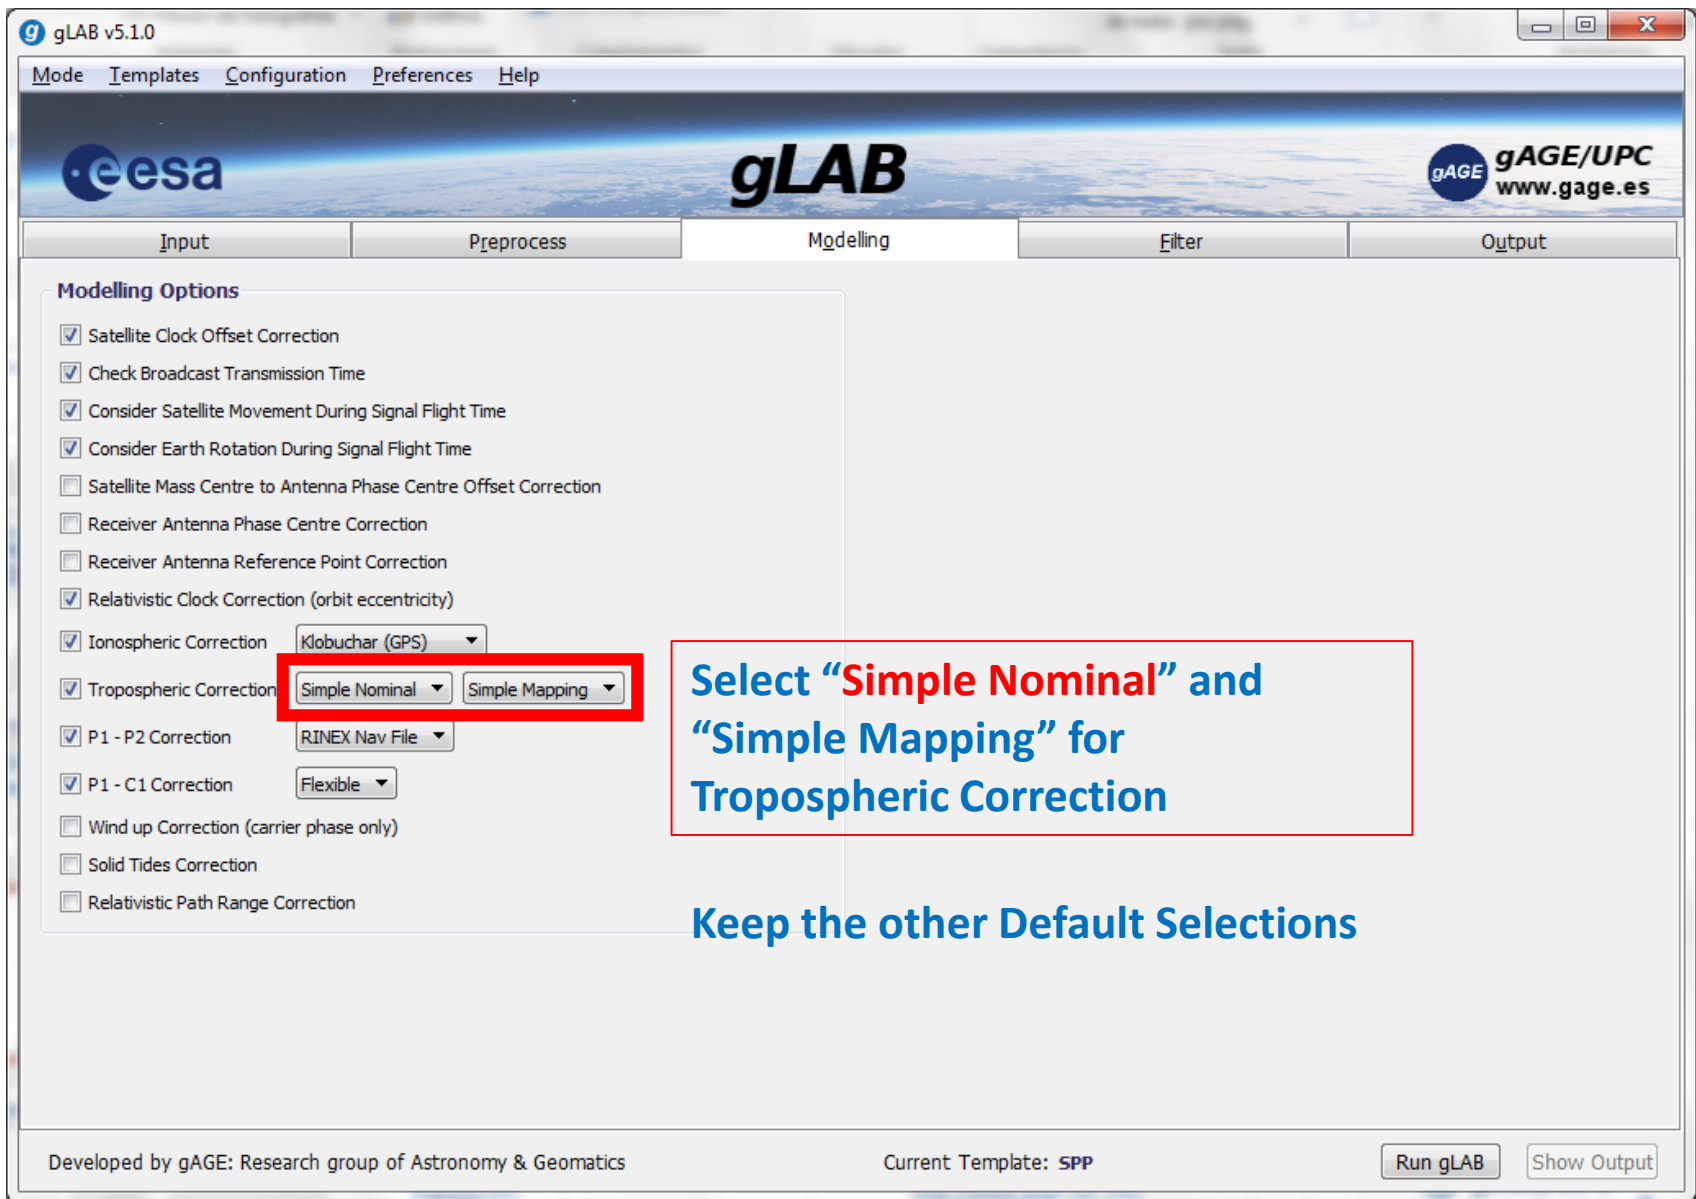 gLAB v5.1.0
Mode Templates Configuration Preferences Help
eesa
gLAB
gAGE
gAGE/UPC
www.gage.es
Input Preprocess Modelling Filter Output
Modelling Options
Satellite Clock Offset Correction
Check Broadcast Transmission Time
Consider Satellite Movement During Signal Flight Time
Consider Earth Rotation During Signal Flight Time
Satellite Mass Centre to Antenna Phase Centre Offset Correction
Receiver Antenna Phase Centre Correction
Receiver Antenna Reference Point Correction
Relativistic Clock Correction (orbit eccentricity)
Ionospheric Correction Klobuchar (GPS)
Tropospheric Correction Simple Nominal Simple Mapping
P1 - P2 Correction RINEX Nav File
P1 - C1 Correction Flexible
Wind up Correction (carrier phase only)
Solid Tides Correction
Relativistic Path Range Correction
Select “Simple Nominal” and
“Simple Mapping” for
Tropospheric Correction
Keep the other Default Selections
Developed by gAGE: Research group of Astronomy & Geomatics Current Template: SPP Run gLAB Show Output